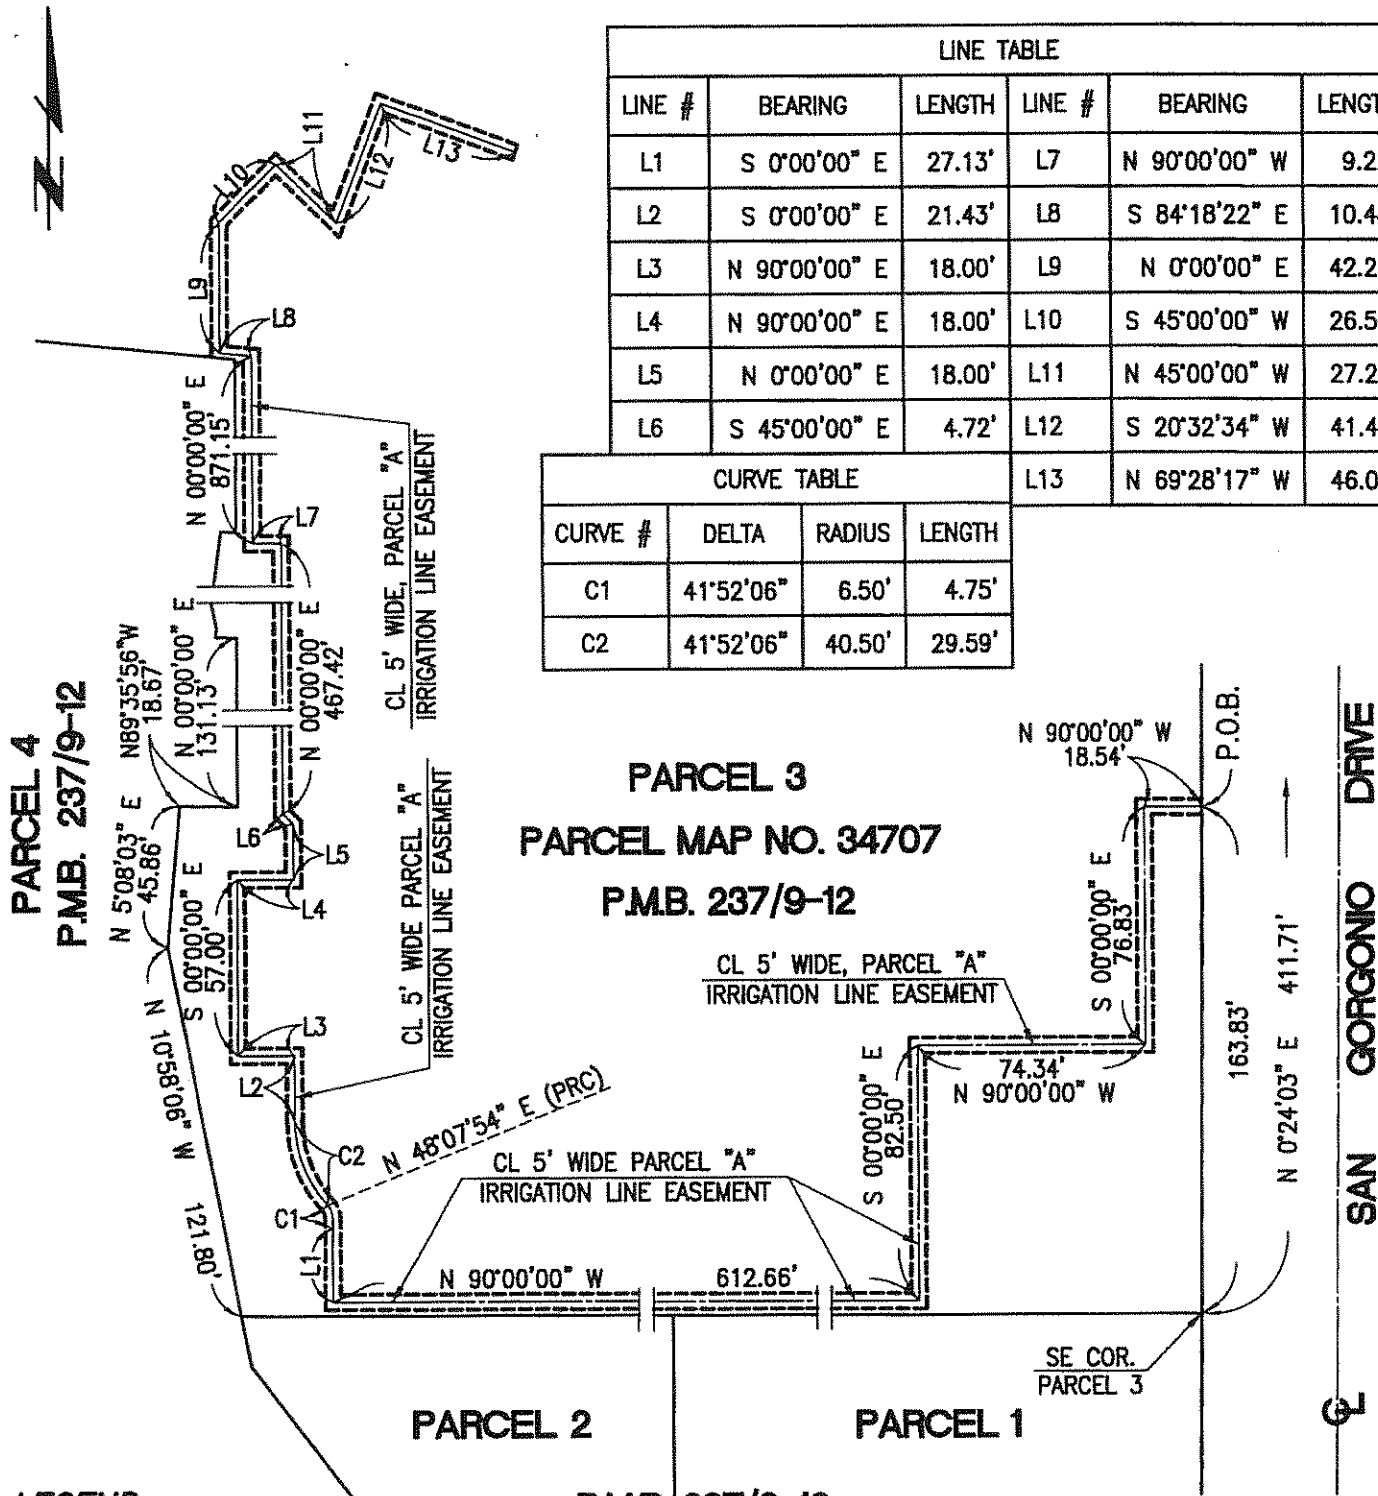 N
LINE TABLE
LINE # BEARING LENGTH LINE # BEARING
L1 S 0°00'00" E 27.13' L7 N 90°00'00" W
L2 S 0°00'00" E 21.43' L8 S 84°18'22" E
L3 N 90°00'00" E 18.00' L9 N 0°00'00" E
L4 N 90°00'00" E 18.00' L10 S 45°00'00" W
L5 N 0°00'00" E 18.00' L11 N 45°00'00" W
L6 S 45°00'00" E 4.72' L12 S 20°32'34" W
L13 N 69°28'17" W
CURVE TABLE
CURVE # DELTA RADIUS LENGTH
C1 41°52'06" 6.50' 4.75'
C2 41°52'06" 40.50' 29.59'
L11
L10
L12
L13
L9
L8
N 00°00'00" E
871.15'
CL 5' WIDE, PARCEL "A"
IRRIGATION LINE EASEMENT
L7
N 00°00'00" E
467.42'
N 00°00'00" E
131.13'
N89°35'56"W
18.67'
PARCEL 4
P.M.B. 237/9-12
N 5°08'03" E
45.86'
L6
L5
L4
S 00°00'00" E
57.00'
CL 5' WIDE PARCEL "A"
IRRIGATION LINE EASEMENT
L3
L2
N 10°58'06" W 121.80'
C2
N 48°07'54" E (PRC)
C1
L1
PARCEL 3
PARCEL MAP NO. 34707
P.M.B. 237/9-12
N 90°00'00" W
18.54'
P.O.B.
S 00°00'00" E
76.83'
CL 5' WIDE, PARCEL "A"
IRRIGATION LINE EASEMENT
74.34'
N 90°00'00" W
S 00°00'00" E
82.50'
CL 5' WIDE PARCEL "A"
IRRIGATION LINE EASEMENT
N 90°00'00" W 612.66'
163.83'
N 0°24'03" E 411.71'
SAN GORGONIO DRIVE
CL
SE COR.
PARCEL 3
PARCEL 2
PARCEL 1